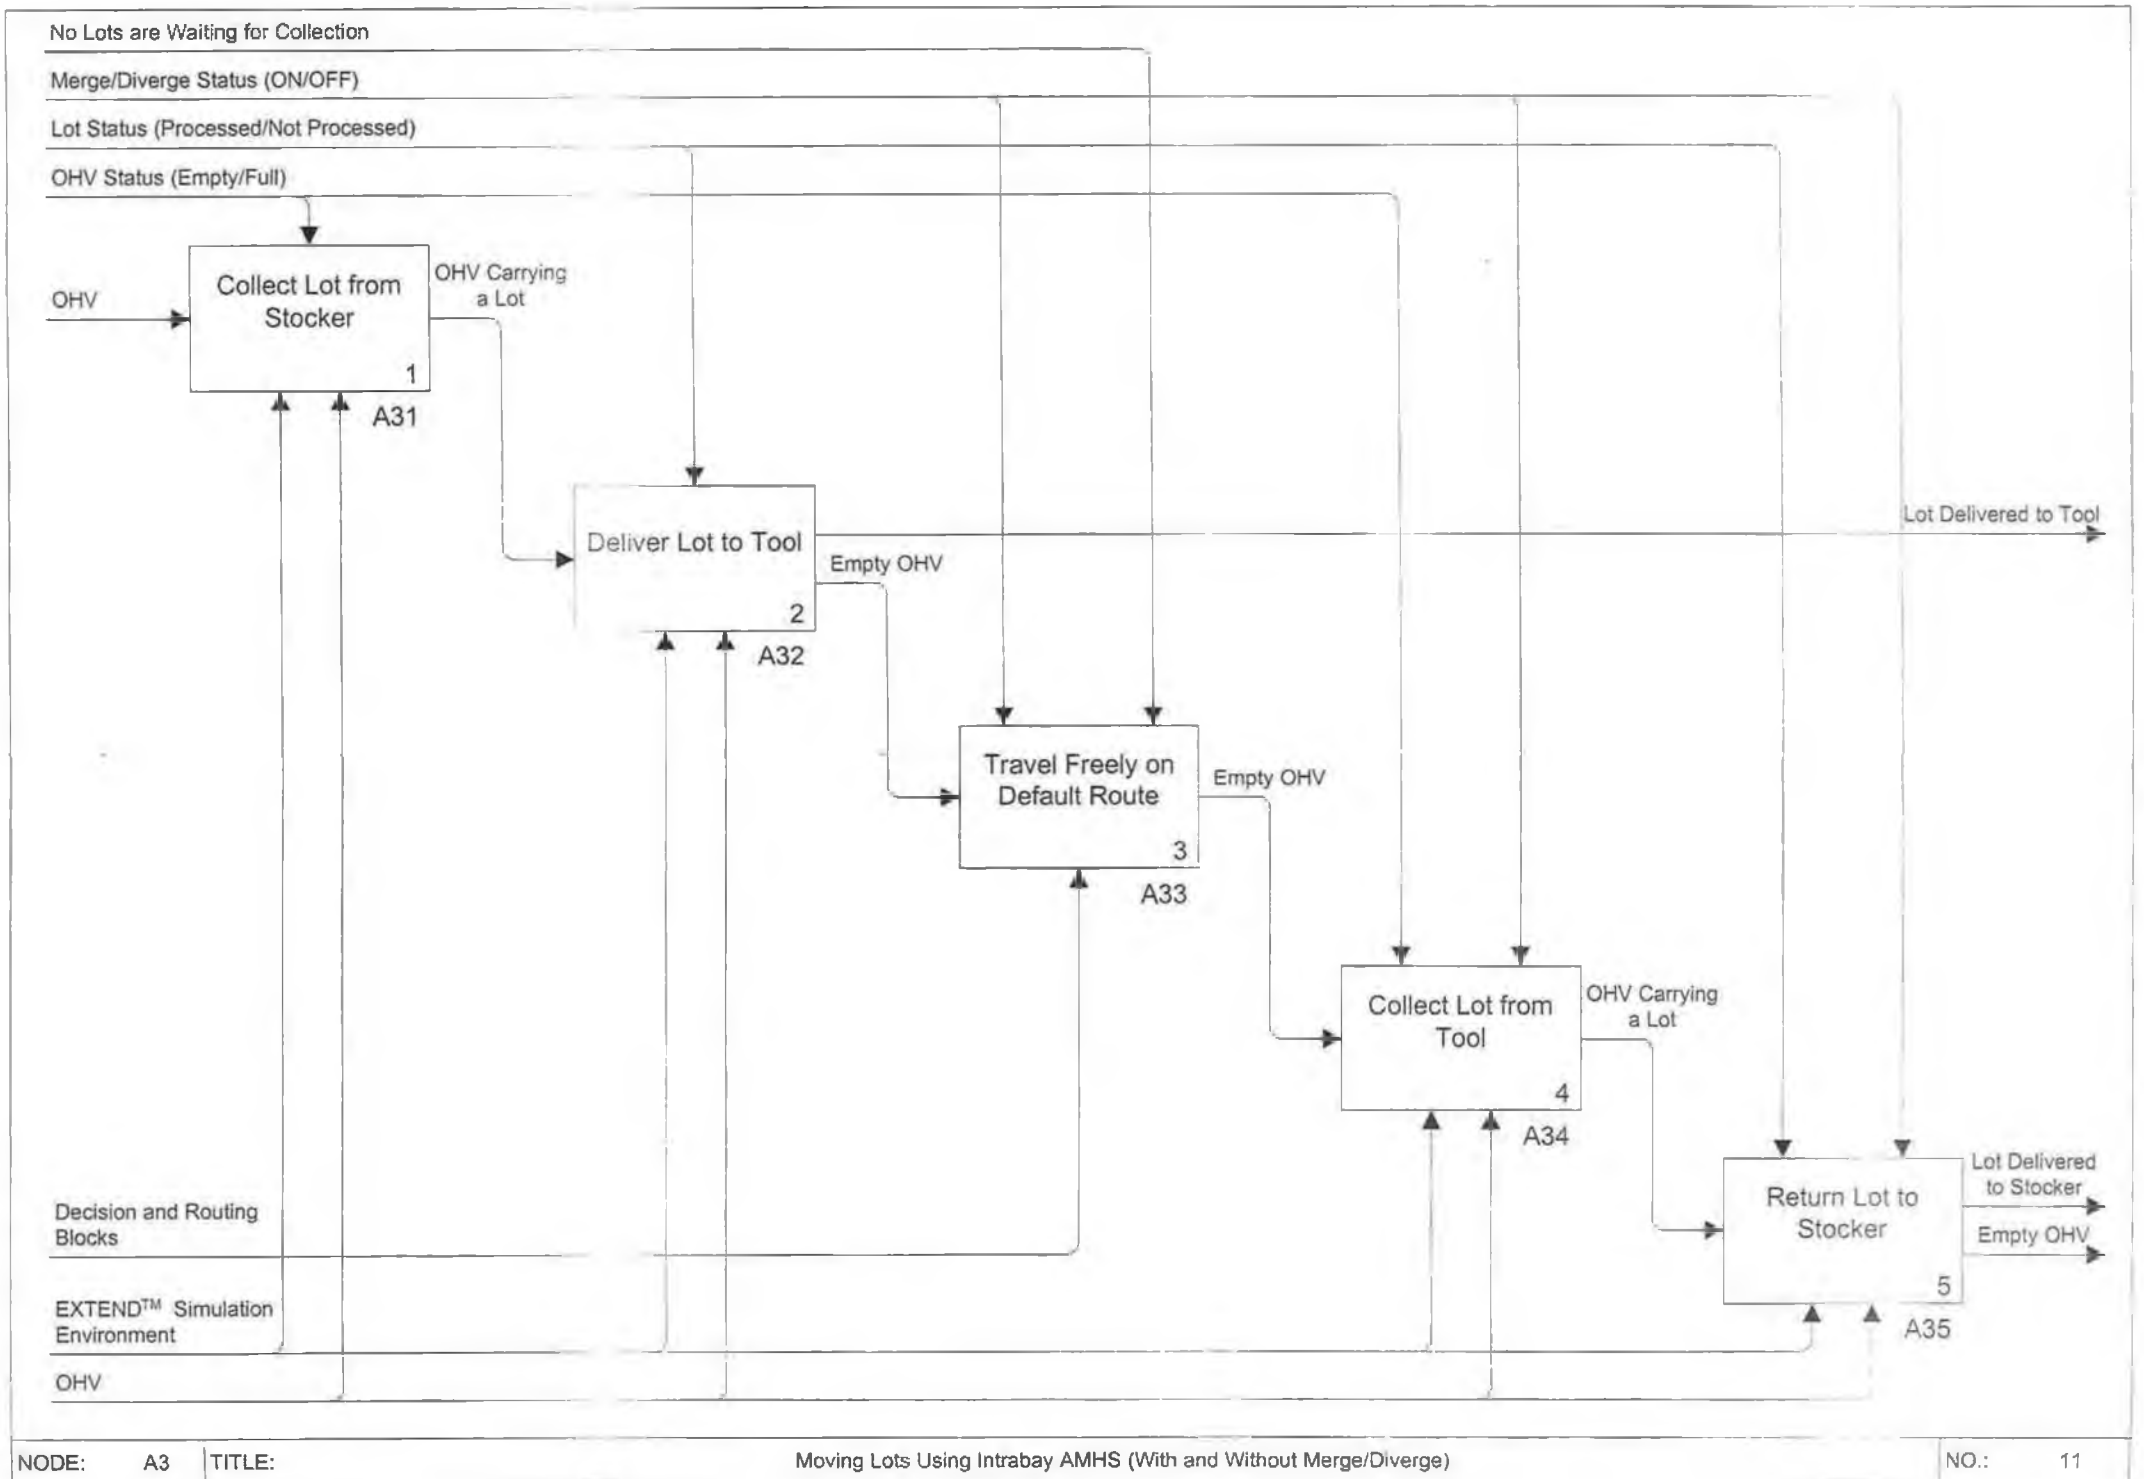 No Lots are Waiting for Collection
Merge/Diverge Status (ON/OFF)
Lot Status (Processed/Not Processed)
OHV Status (Empty/Full)
OHV
Collect Lot from
Stocker
1
A31
OHV Carrying
a Lot
Deliver Lot to Tool
2
A32
Lot Delivered to Tool
Empty OHV
Travel Freely on
Default Route
3
A33
Empty OHV
Collect Lot from
Tool
4
A34
OHV Carrying
a Lot
Return Lot to
Stocker
5
A35
Lot Delivered
to Stocker
Empty OHV
Decision and Routing
Blocks
EXTEND™ Simulation
Environment
OHV
NODE: A3 TITLE: Moving Lots Using Intrabay AMHS (With and Without Merge/Diverge) NO.: 11